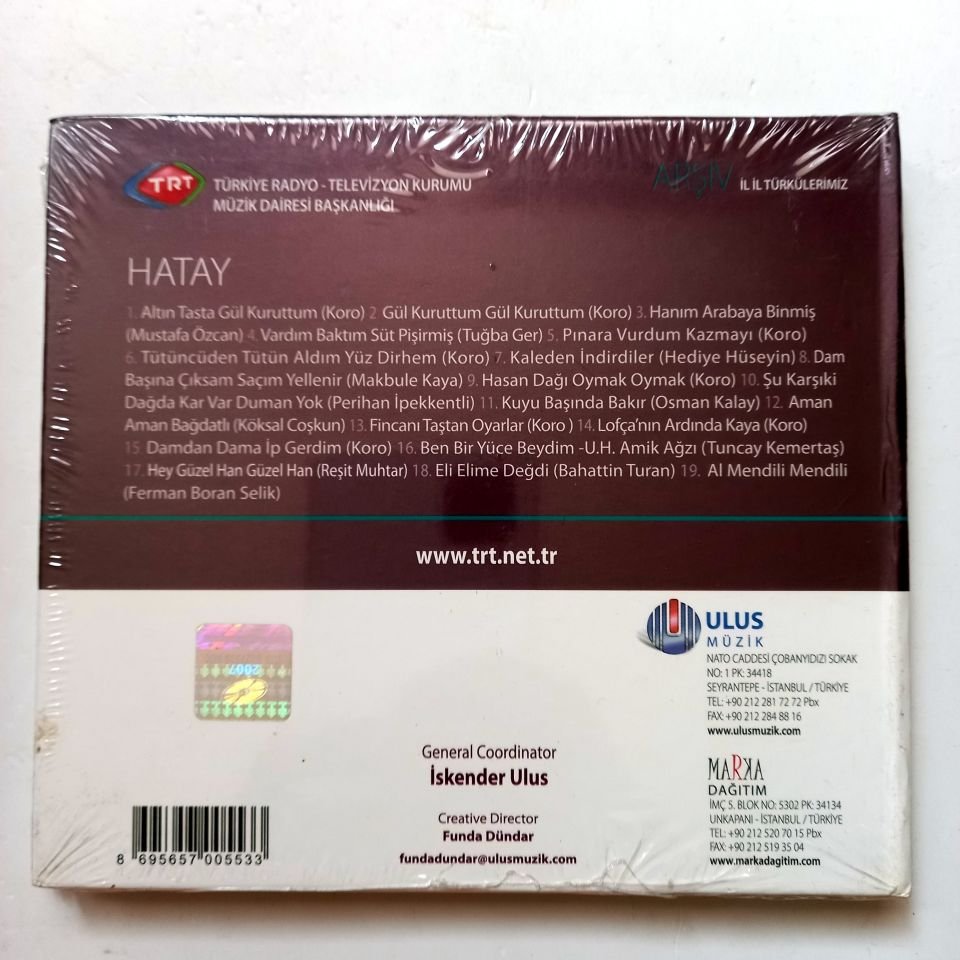 TRT
TÜRKİYE RADYO - TELEVİZYON KURUMU
MÜZİK DAİRESİ BAŞKANLIĞI
ARŞİV İL İL TÜRKÜLERİMİZ
HATAY
1. Altın Tasta Gül Kuruttum (Koro) 2 Gül Kuruttum Gül Kuruttum (Koro) 3. Hanım Arabaya Binmiş
(Mustafa Özcan) 4. Vardım Baktım Süt Pişirmiş (Tuğba Ger) 5. Pınara Vurdum Kazmayı (Koro)
6. Tütüncüden Tütün Aldım Yüz Dirhem (Koro) 7. Kaleden İndirdiler (Hediye Hüseyin) 8. Dam
Başına Çıksam Saçım Yellenir (Makbule Kaya) 9. Hasan Dağı Oymak Oymak (Koro) 10. Şu Karşıki
Dağda Kar Var Duman Yok (Perihan İpekkentli) 11. Kuyu Başında Bakır (Osman Kalay) 12. Aman
Aman Bağdatlı (Köksal Coşkun) 13. Fincanı Taştan Oyarlar (Koro ) 14. Lofça'nın Ardında Kaya (Koro)
15. Damdan Dama İp Gerdim (Koro) 16. Ben Bir Yüce Beydim -U.H. Amik Ağzı (Tuncay Kemertaş)
17. Hey Güzel Han Güzel Han (Reşit Muhtar) 18. Eli Elime Değdi (Bahattin Turan) 19. Al Mendili Mendili
(Ferman Boran Selik)
www.trt.net.tr
2007
ULUS
MÜZİK
NATO CADDESİ ÇOBANYIDIZI SOKAK
NO: 1 PK: 34418
SEYRANTEPE - İSTANBUL / TÜRKİYE
TEL: +90 212 281 72 72 Pbx
FAX: +90 212 284 88 16
www.ulusmuzik.com
General Coordinator
İskender Ulus
Creative Director
Funda Dündar
fundadundar@ulusmuzik.com
MARKA
DAĞITIM
İMÇ 5. BLOK NO: 5302 PK: 34134
UNKAPANI - İSTANBUL / TÜRKİYE
TEL: +90 212 520 70 15 Pbx
FAX: +90 212 519 35 04
www.markadagitim.com
8 695657 005533